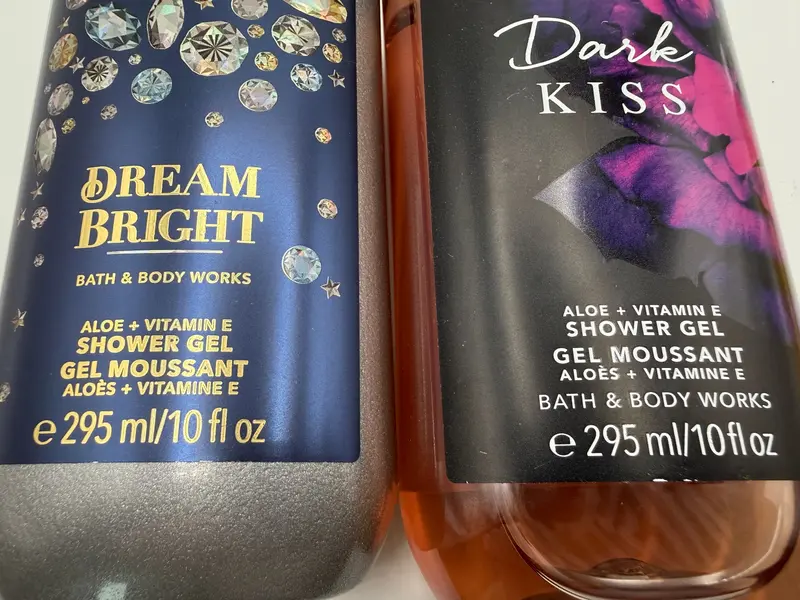 DREAM
BRIGHT
BATH & BODY WORKS
ALOE + VITAMIN E
SHOWER GEL
GEL MOUSSANT
ALOÈS + VITAMINE E
e 295 ml/10 fl oz
Dark
KISS
ALOE + VITAMIN E
SHOWER GEL
GEL MOUSSANT
ALOÈS + VITAMINE E
BATH & BODY WORKS
e 295 ml/10 fl oz